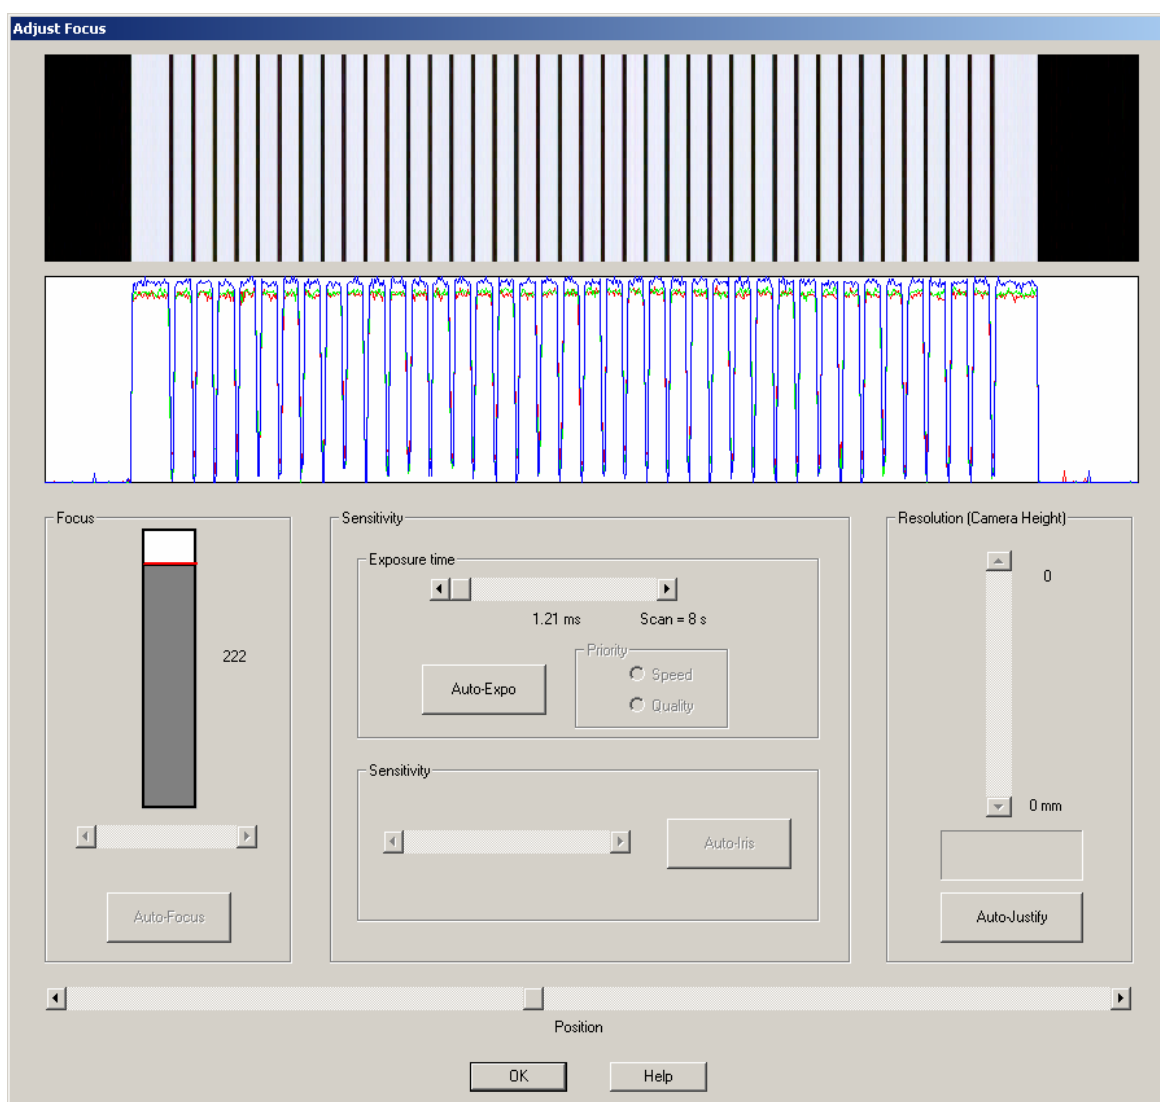 Adjust Focus
Focus
222
Auto-Focus
Sensitivity
Exposure time
1.21 ms
Scan = 8 s
Auto-Expo
Priority
Speed
Quality
Sensitivity
Auto-Iris
Resolution (Camera Height)
0
0 mm
Auto-Justify
Position
OK
Help